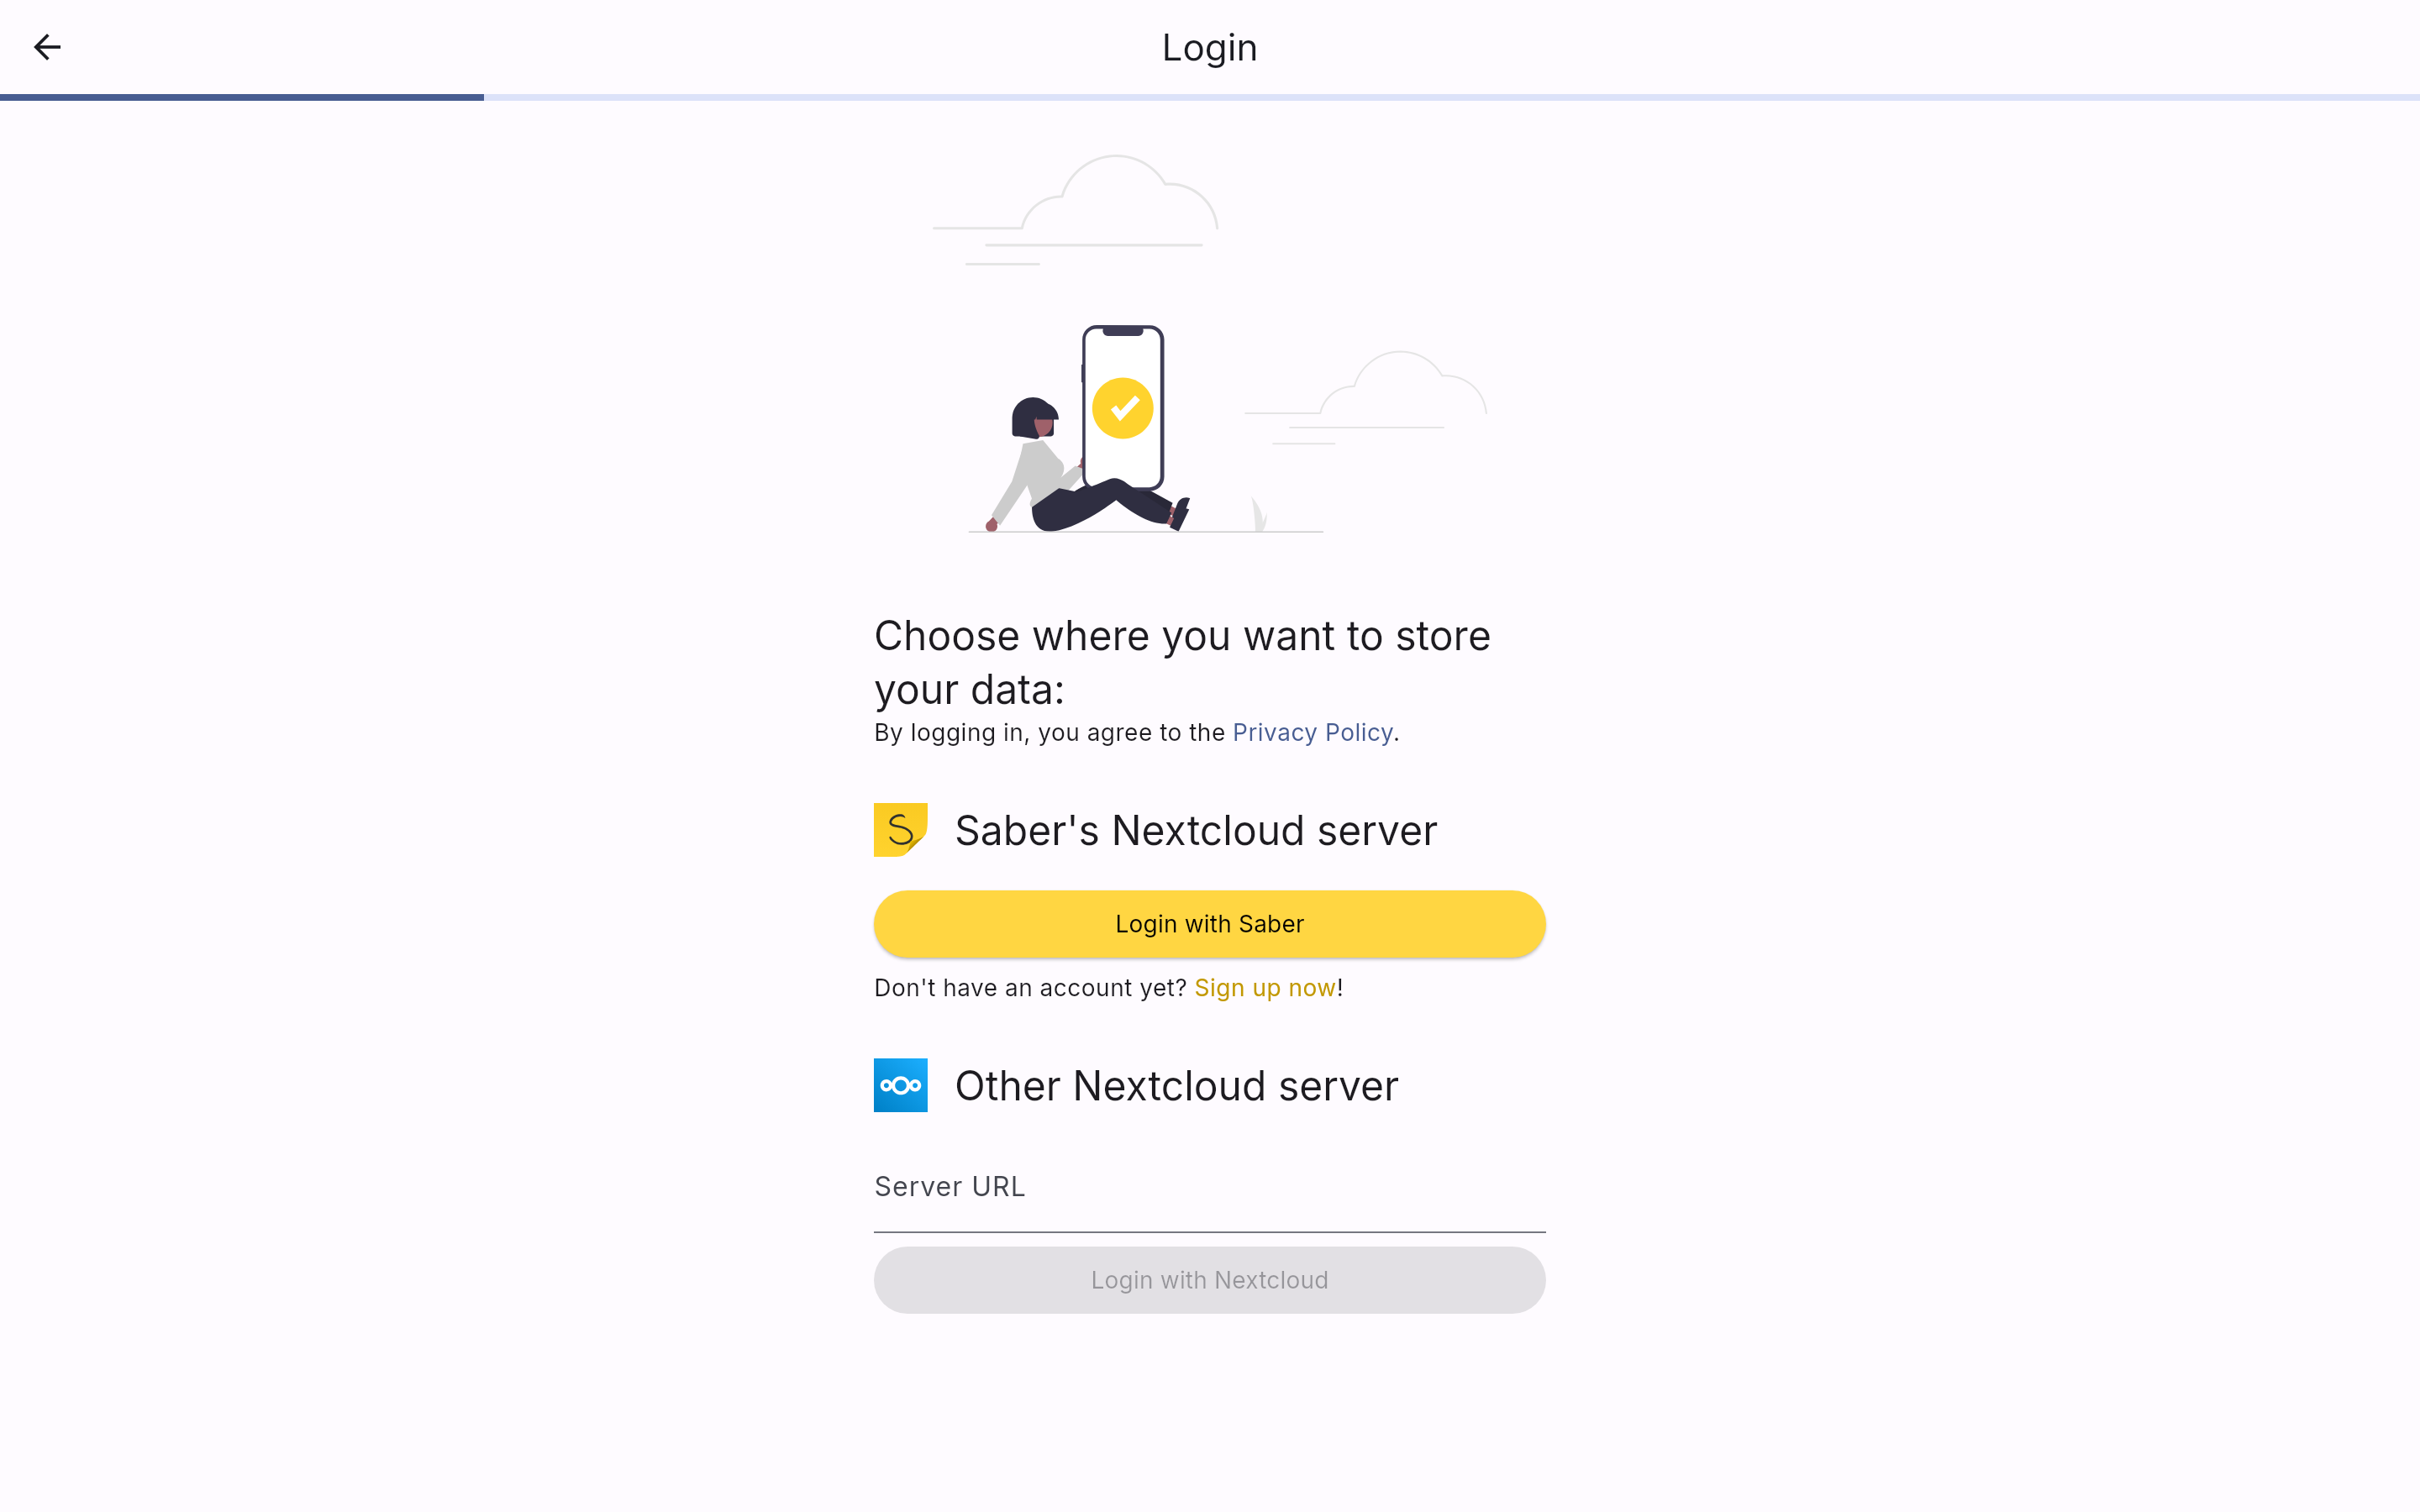 Login
Choose where you want to store
your data:
By logging in, you agree to the Privacy Policy.
S
Saber's Nextcloud server
Login with Saber
Don't have an account yet? Sign up now!
Other Nextcloud server
Server URL
Login with Nextcloud